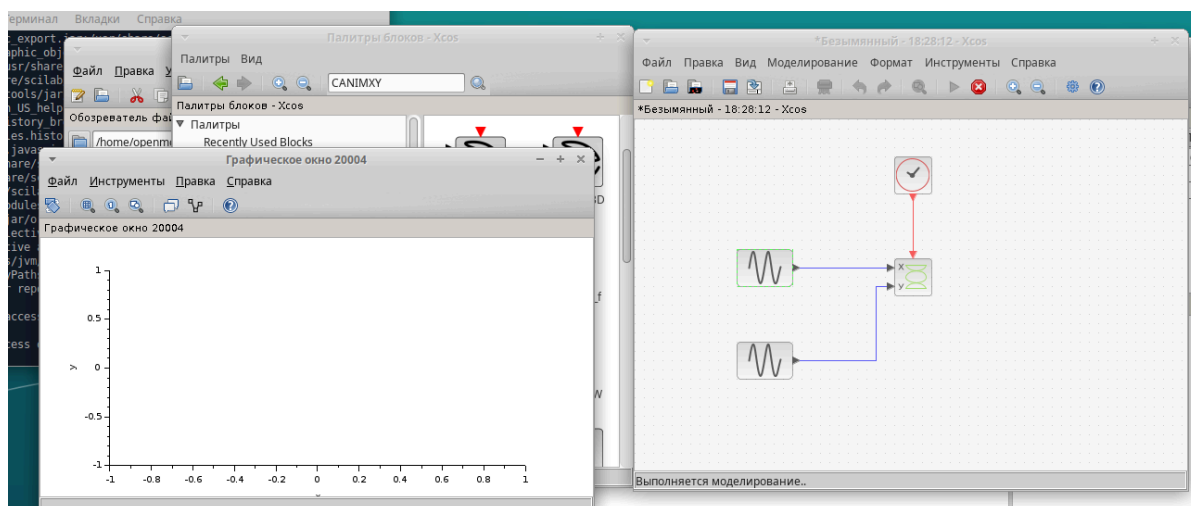 ерминал Вкладки Справка
Файл Правка
Обозреватель
/home/openm
Палитры блоков - Xcos
Палитры Вид
CANIMXY
Палитры блоков - Xcos
Палитры
Recently Used Blocks
Графическое окно 20004
Файл Инструменты Правка Справка
Графическое окно 20004
1
0.5
0
-0.5
-1
y
-1 -0.8 -0.6 -0.4 -0.2 0 0.2 0.4 0.6 0.8 1
*Безымянный - 18:28:12 - Xcos
Файл Правка Вид Моделирование Формат Инструменты Справка
*Безымянный - 18:28:12 - Xcos
X
y
Выполняется моделирование..